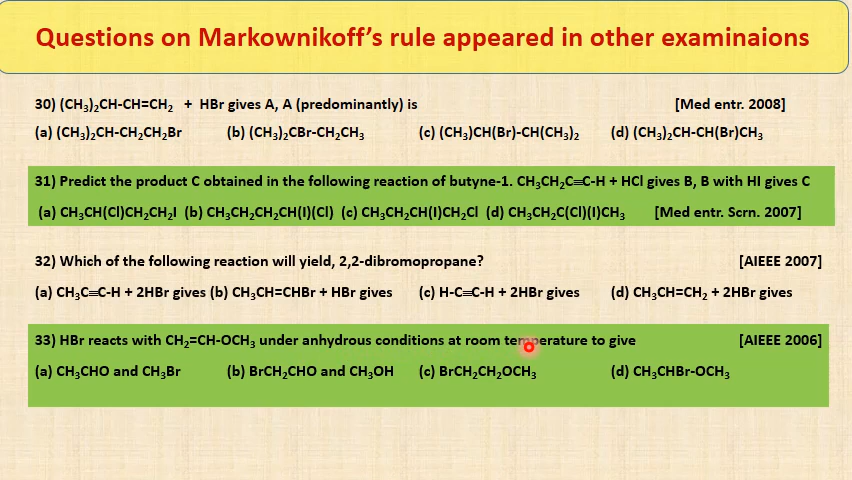 Questions on Markownikoff's rule appeared in other examinaions
30) (CH₃)₂CH-CH=CH₂ + HBr gives A, A (predominantly) is [Med entr. 2008]
(a) (CH₃)₂CH-CH₂CH₂Br (b) (CH₃)₂CBr-CH₂CH₃ (c) (CH₃)CH(Br)-CH(CH₃)₂ (d) (CH₃)₂CH-CH(Br)CH₃
31) Predict the product C obtained in the following reaction of butyne-1. CH₃CH₂C≡C-H + HCl gives B, B with HI gives C
(a) CH₃CH(Cl)CH₂CH₂I (b) CH₃CH₂CH₂CH(I)(Cl) (c) CH₃CH₂CH(I)CH₂Cl (d) CH₃CH₂C(Cl)(I)CH₃ [Med entr. Scrn. 2007]
32) Which of the following reaction will yield, 2,2-dibromopropane? [AIEEE 2007]
(a) CH₃C≡C-H + 2HBr gives (b) CH₃CH=CHBr + HBr gives (c) H-C≡C-H + 2HBr gives (d) CH₃CH=CH₂ + 2HBr gives
33) HBr reacts with CH₂=CH-OCH₃ under anhydrous conditions at room temperature to give [AIEEE 2006]
(a) CH₃CHO and CH₃Br (b) BrCH₂CHO and CH₃OH (c) BrCH₂CH₂OCH₃ (d) CH₃CHBr-OCH₃